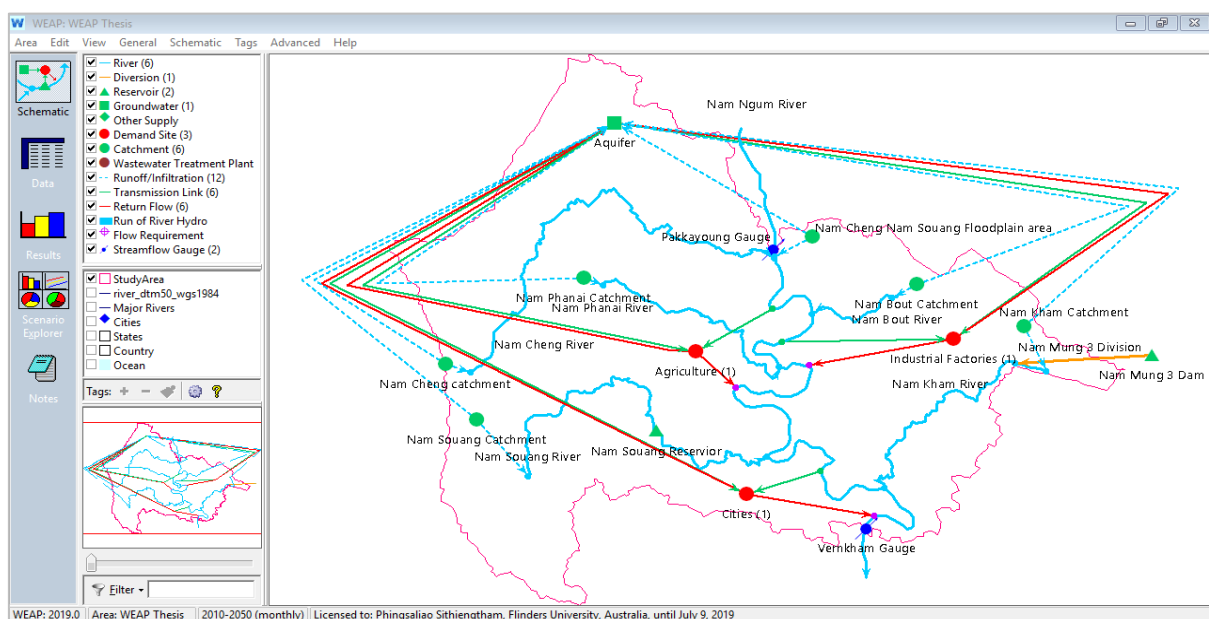 WEAP: WEAP Thesis
Area Edit View General Schematic Tags Advanced Help
Schematic
Data
Results
Scenario
Explorer
Notes
River (6)
Diversion (1)
Reservoir (2)
Groundwater (1)
Other Supply
Demand Site (3)
Catchment (6)
Wastewater Treatment Plant
Runoff/Infiltration (12)
Transmission Link (6)
Return Flow (6)
Run of River Hydro
Flow Requirement
Streamflow Gauge (2)
StudyArea
river_dtm50_wgs1984
Major Rivers
Cities
States
Country
Ocean
Tags:
Filter
Nam Ngum River
Aquifer
Pakkayoung Gauge
Nam Cheng Nam Souang Floodplain area
Nam Phanai Catchment
Nam Phanai River
Nam Bout Catchment
Nam Bout River
Nam Kham Catchment
Nam Cheng River
Nam Mung 3 Division
Industrial Factories (1)
Agriculture (1)
Nam Mung 3 Dam
Nam Cheng catchment
Nam Kham River
Nam Souang Catchment
Nam Souang River
Nam Souang Reservior
Cities (1)
Vernkham Gauge
WEAP: 2019.0 Area: WEAP Thesis 2010-2050 (monthly) Licensed to: Phingsaliao Sithiengtham, Flinders University, Australia, until July 9, 2019